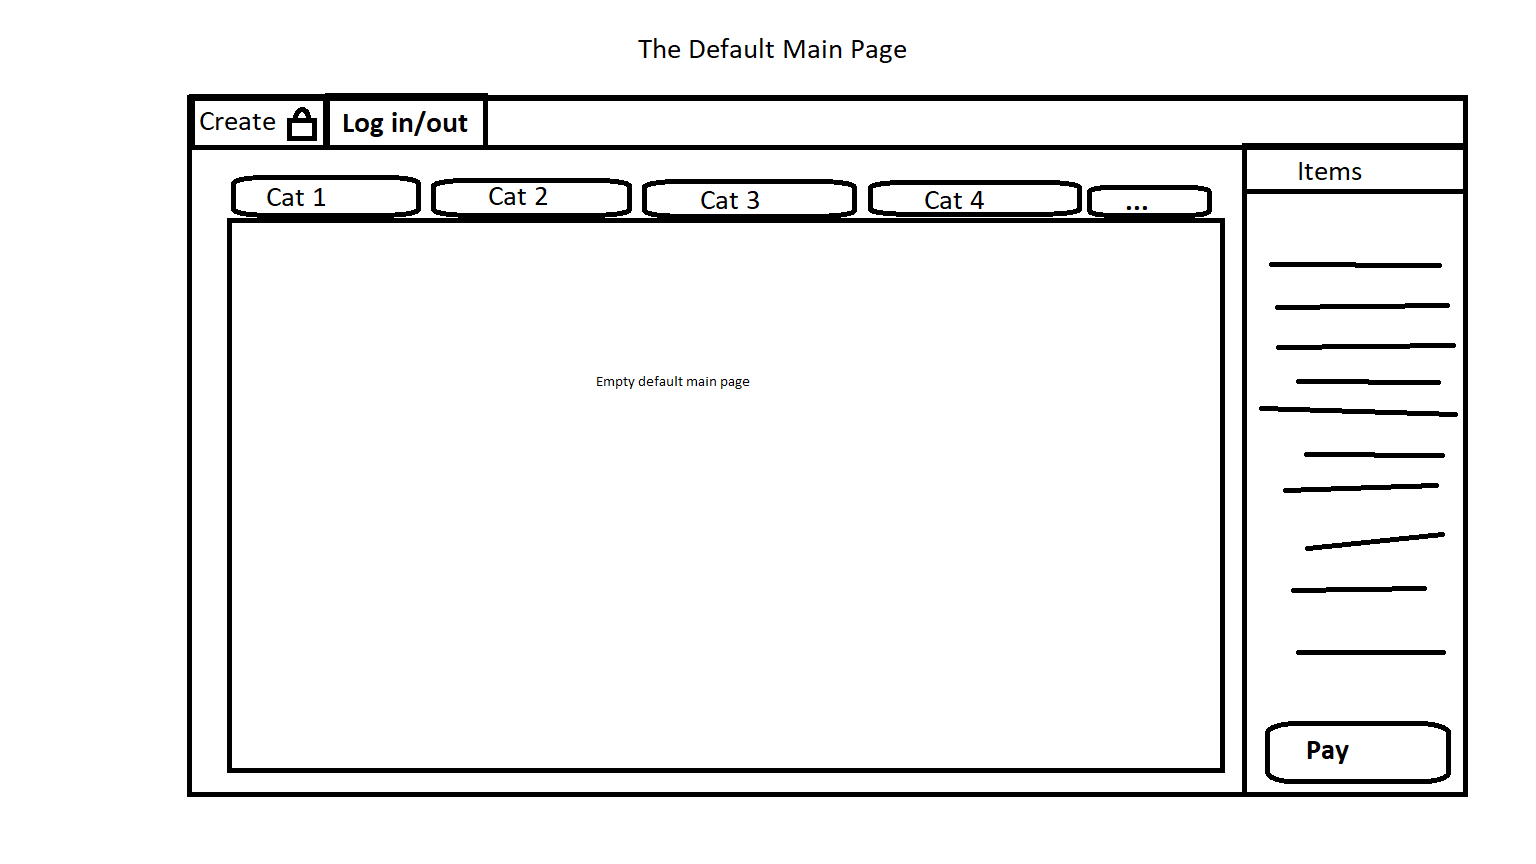 The Default Main Page
Create
Log in/out
Items
Cat 1
Cat 2
Cat 3
Cat 4
...
Empty default main page
Pay